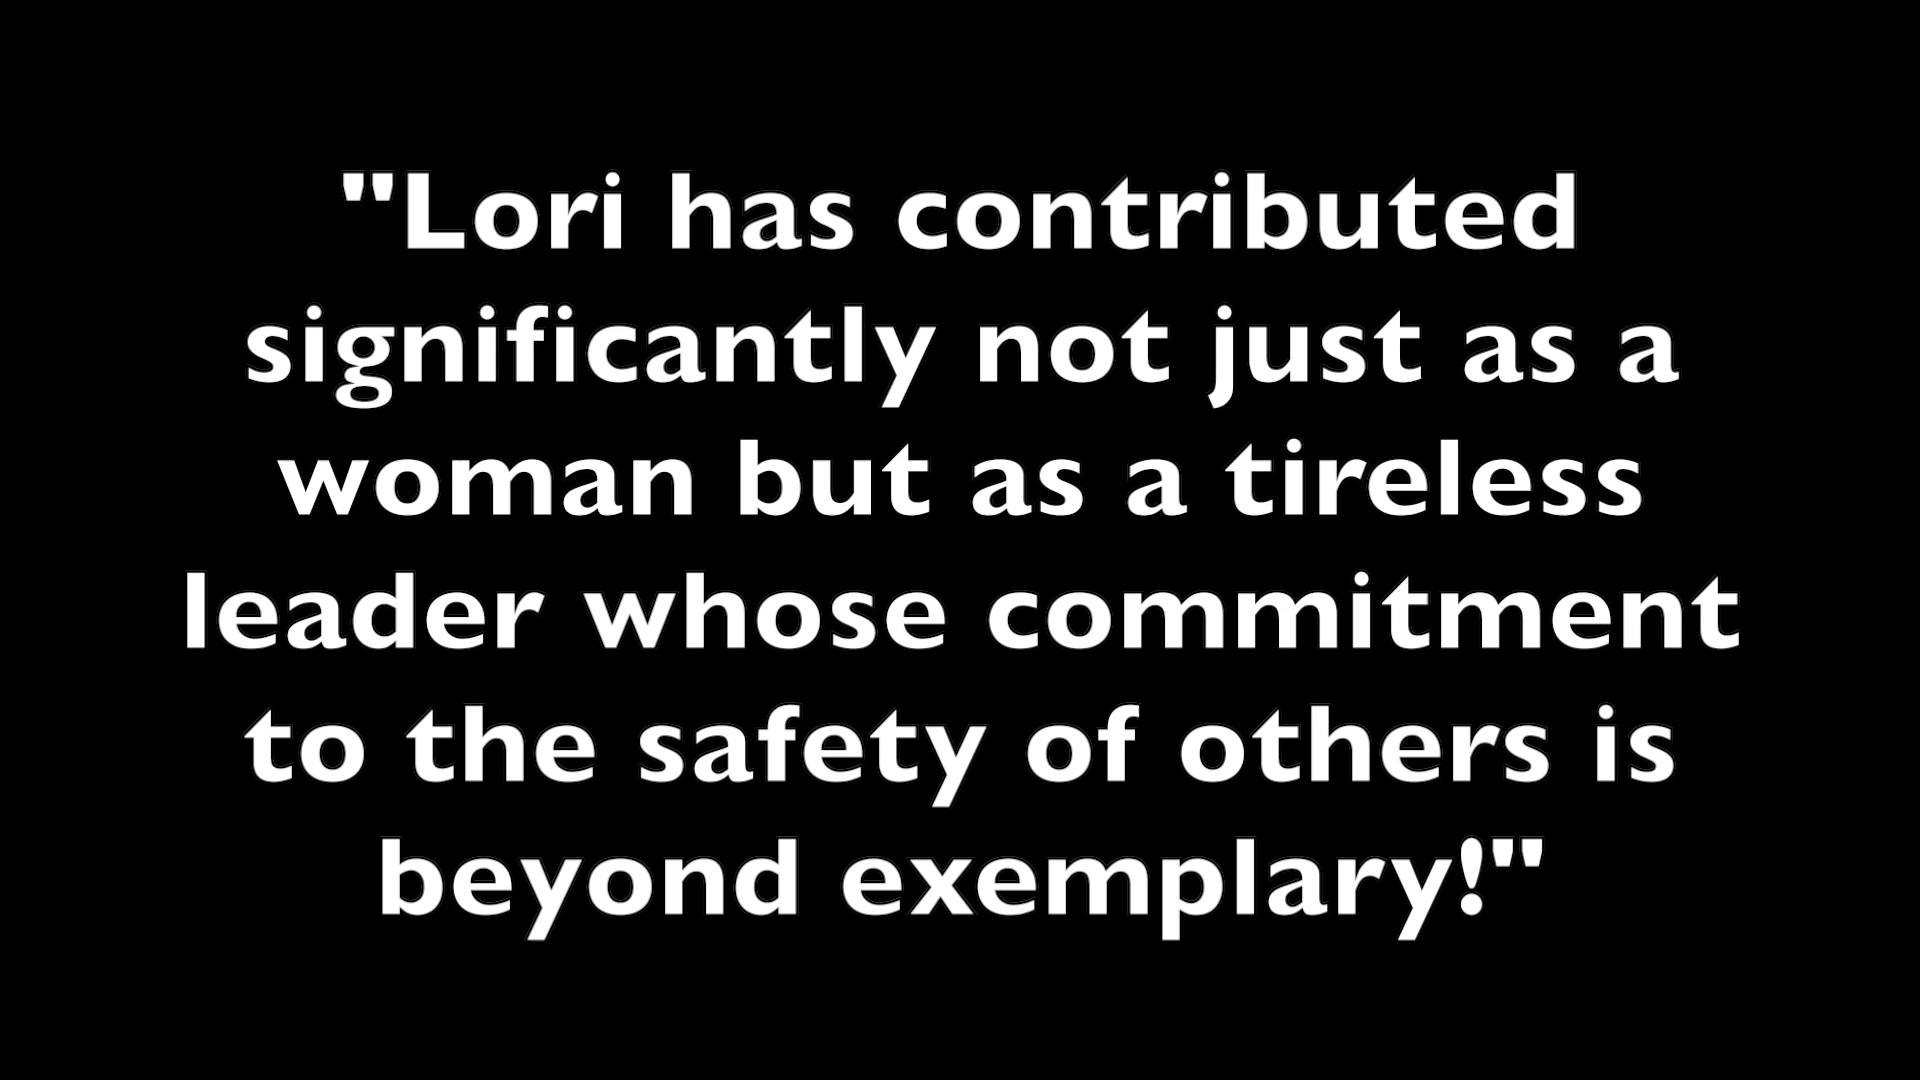 "Lori has contributed
significantly not just as a
woman but as a tireless
leader whose commitment
to the safety of others is
beyond exemplary!"